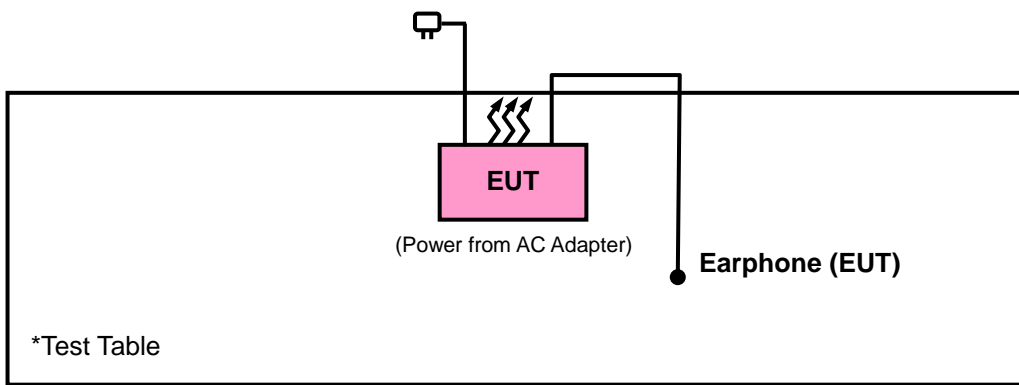 EUT
(Power from AC Adapter)
Earphone (EUT)
*Test Table